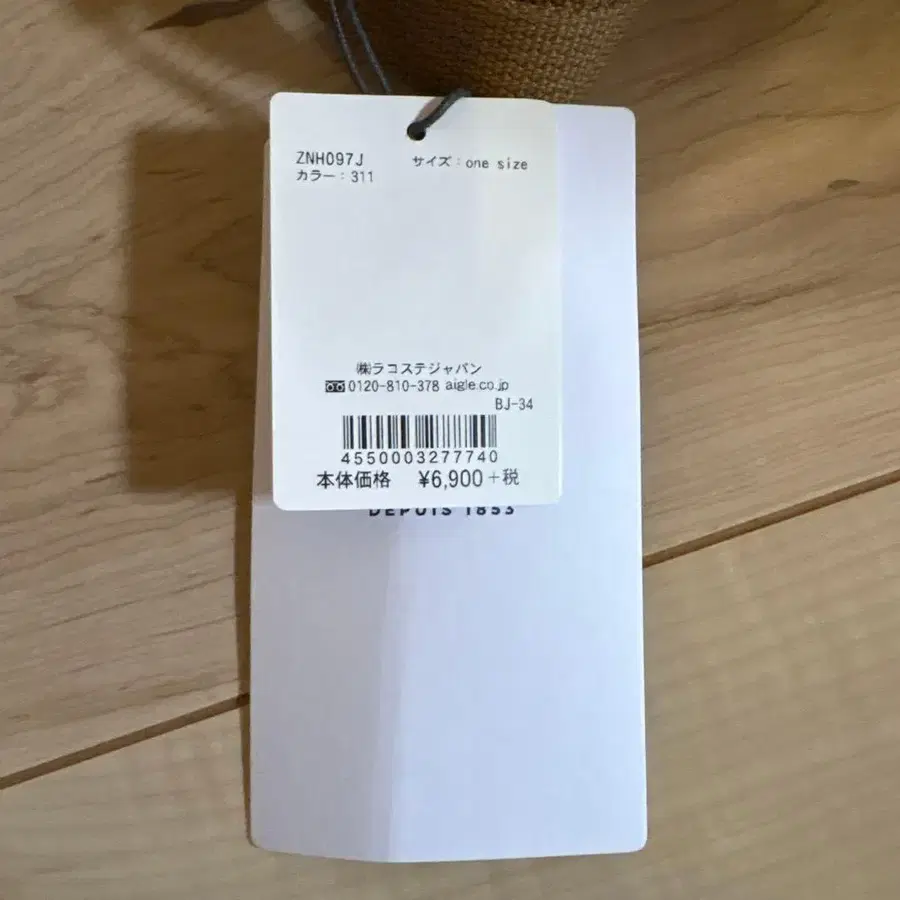 ZNH097J サイズ：one size
カラー：311
㈱ラコステジャパン
0120-810-378 aigle.co.jp
BJ-34
4550003277740
本体価格 ¥6,900+税
DEPUIS 1853